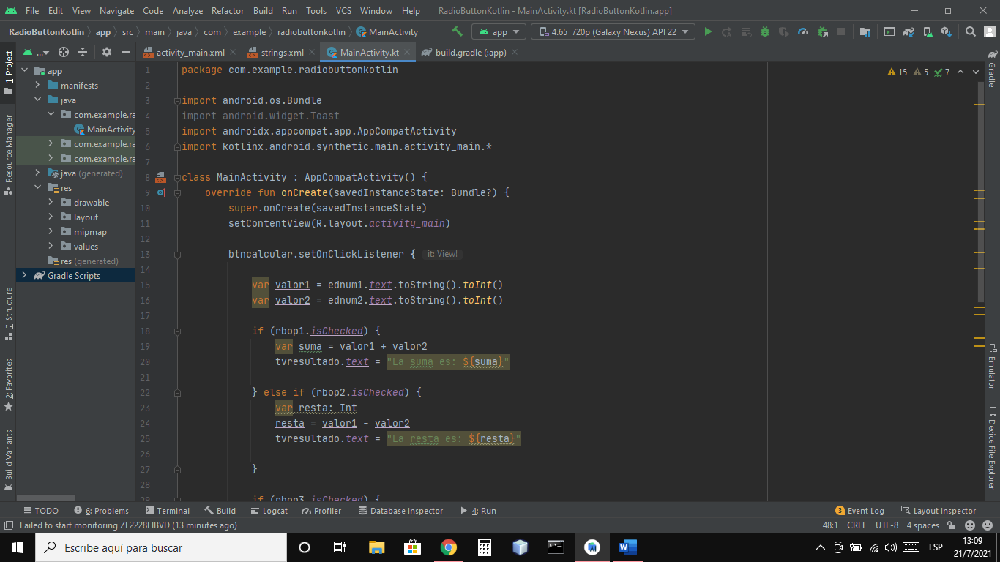 File Edit View Navigate Code Analyze Refactor Build Run Tools VCS Window Help RadioButtonKotlin - MainActivity.kt [RadioButtonKotlin.app]
RadioButtonKotlin app src main java com example radiobuttonkotlin MainActivity app 4.65 720p (Galaxy Nexus) API 22
... activity_main.xml strings.xml MainActivity.kt build.gradle (:app)
1: Project
Resource Manager
7: Structure
2: Favorites
Build Variants
app
manifests
java
com.example.ra
MainActivity
com.example.ra
com.example.ra
java (generated)
res
drawable
layout
mipmap
values
res (generated)
Gradle Scripts
15 5 7
1 package com.example.radiobuttonkotlin
2
3 import android.os.Bundle
4 import android.widget.Toast
5 import androidx.appcompat.app.AppCompatActivity
6 import kotlinx.android.synthetic.main.activity_main.*
7
8 class MainActivity : AppCompatActivity() {
9 override fun onCreate(savedInstanceState: Bundle?) {
10 super.onCreate(savedInstanceState)
11 setContentView(R.layout.activity_main)
12
13 btncalcular.setOnClickListener { it: View!
14
15 var valor1 = ednum1.text.toString().toInt()
16 var valor2 = ednum2.text.toString().toInt()
17
18 if (rbop1.isChecked) {
19 var suma = valor1 + valor2
20 tvresultado.text = "La suma es: ${suma}"
21
22 } else if (rbop2.isChecked) {
23 var resta: Int
24 resta = valor1 - valor2
25 tvresultado.text = "La resta es: ${resta}"
26
27 }
28
29 if (rbop3.isChecked) {
Gradle
Emulator
Device File Explorer
TODO 6: Problems Terminal Build Logcat Profiler Database Inspector 4: Run 3 Event Log Layout Inspector
Failed to start monitoring ZE2228HBVD (13 minutes ago) 48:1 CRLF UTF-8 4 spaces
Escribe aquí para buscar
ESP
13:09
21/7/2021